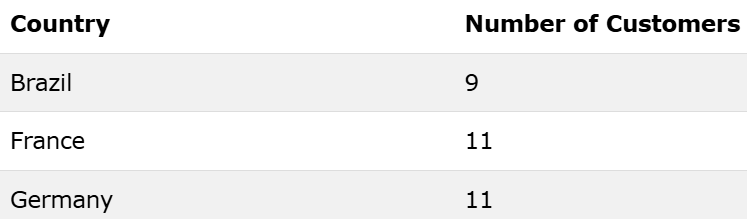 Country Number of Customers
Brazil 9
France 11
Germany 11